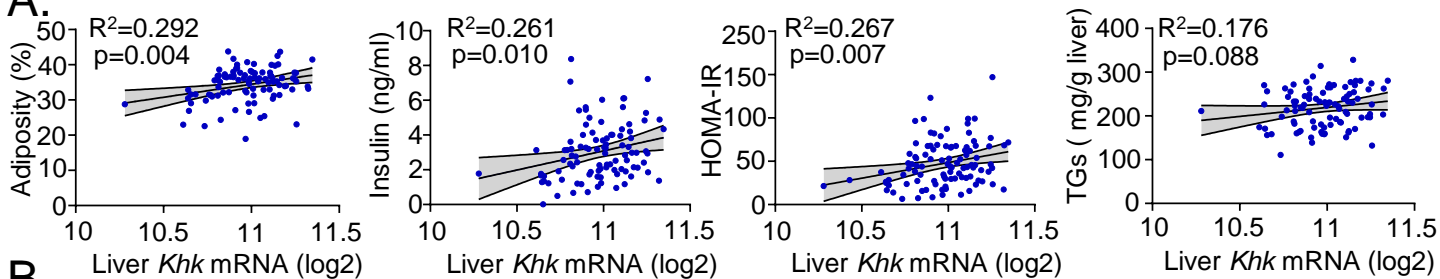 A.
R²=0.292
p=0.004
Adiposity (%)
50
40
30
20
10
0
10
10.5
11
11.5
Liver Khk mRNA (log2)
R²=0.261
p=0.010
Insulin (ng/ml)
10
8
6
4
2
0
10
10.5
11
11.5
Liver Khk mRNA (log2)
R²=0.267
p=0.007
HOMA-IR
250
150
100
50
0
10
10.5
11
11.5
Liver Khk mRNA (log2)
R²=0.176
p=0.088
TGs ( mg/g liver)
400
300
200
100
0
10
10.5
11
11.5
Liver Khk mRNA (log2)
B